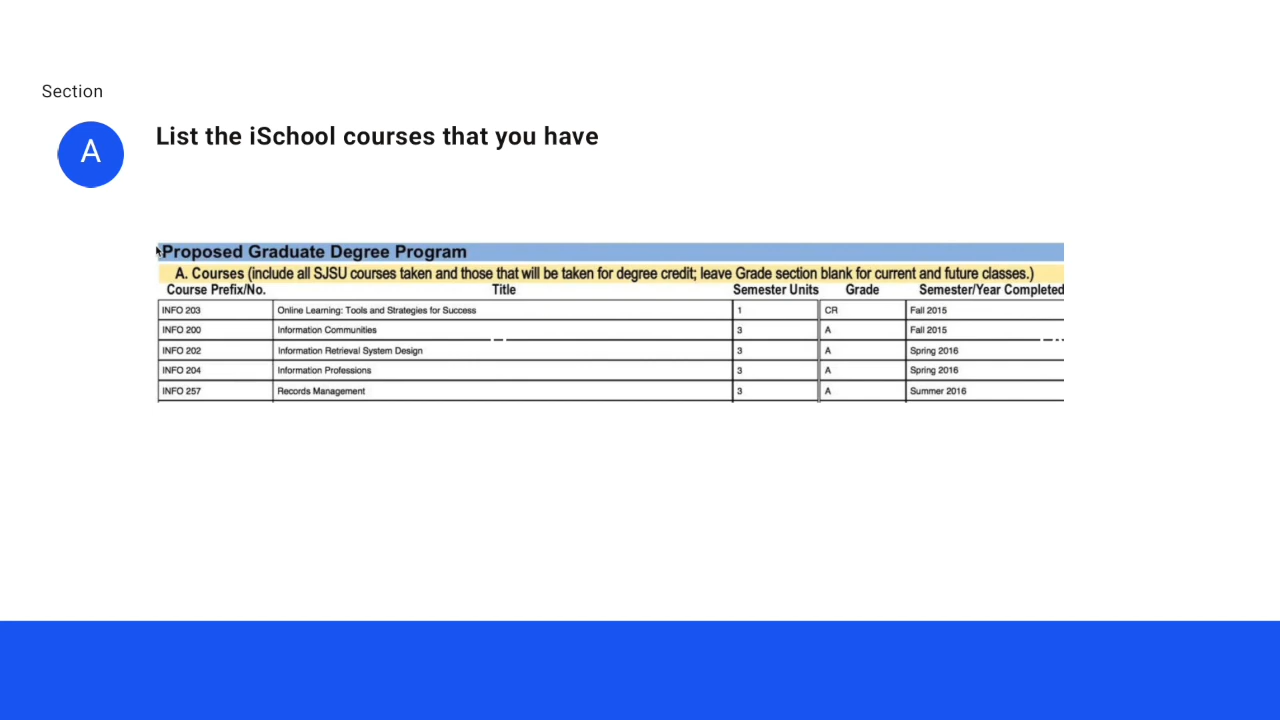 Section
A
List the iSchool courses that you have
Proposed Graduate Degree Program
A. Courses (include all SJSU courses taken and those that will be taken for degree credit; leave Grade section blank for current and future classes.)
Course Prefix/No. Title Semester Units Grade Semester/Year Completed
INFO 203 Online Learning: Tools and Strategies for Success 1 CR Fall 2015
INFO 200 Information Communities 3 A Fall 2015
INFO 202 Information Retrieval System Design 3 A Spring 2016
INFO 204 Information Professions 3 A Spring 2016
INFO 257 Records Management 3 A Summer 2016